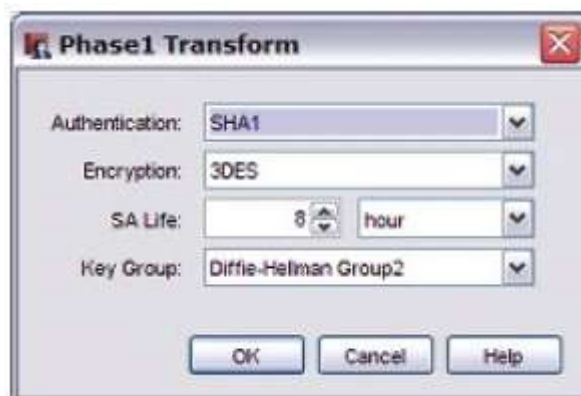 Phase1 Transform
Authentication: SHA1
Encryption: 3DES
SA Life: 8 hour
Key Group: Diffie-Hellman Group2
OK Cancel Help